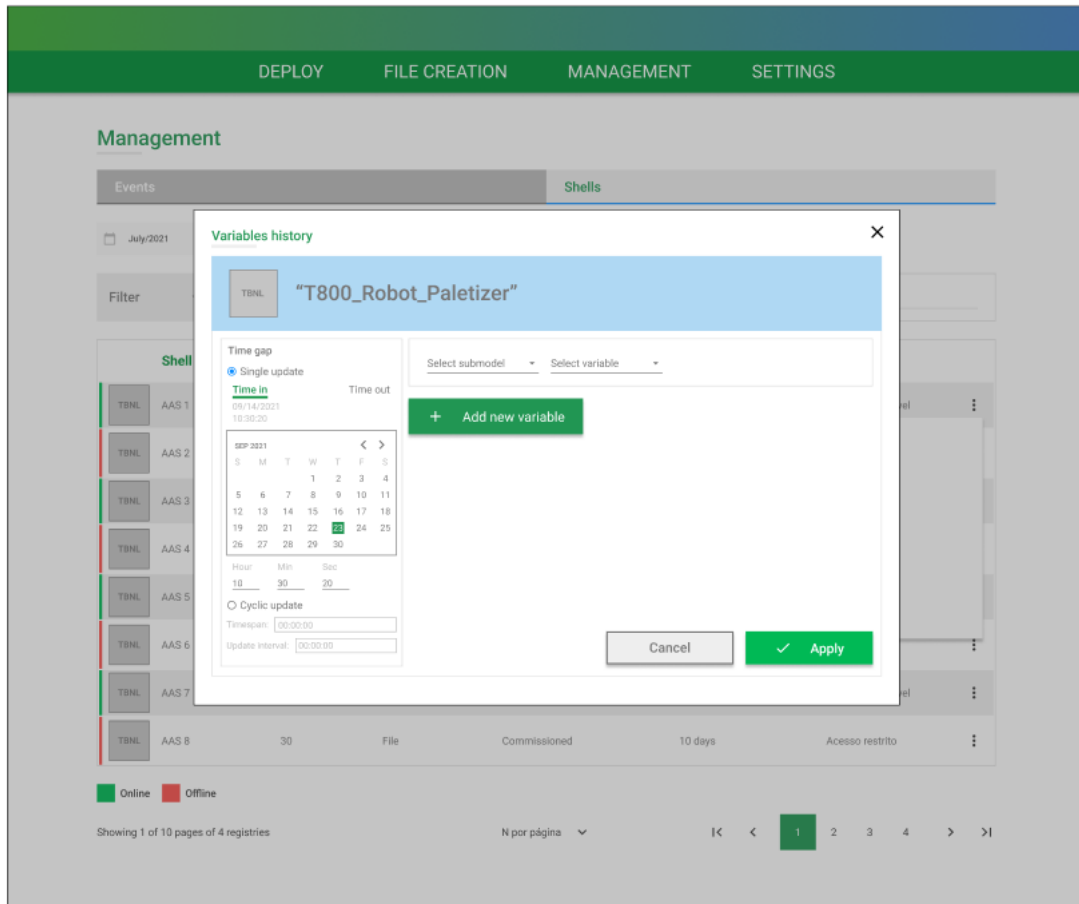 DEPLOY FILE CREATION MANAGEMENT SETTINGS
Management
Events Shells
July/2021
Variables history
Filter
TBNL "T800_Robot_Paletizer"
Shell
Time gap
Single update
Time in Time out
09/14/2021
18:30:20
SEP 2021
S M T W T F S
1 2 3 4
5 6 7 8 9 10 11
12 13 14 15 16 17 18
19 20 21 22 23 24 25
26 27 28 29 30
Hour Min Sec
18 30 20
Cyclic update
Timespan: 00:00:00
Update interval: 00:00:00
Select submodel Select variable
+ Add new variable
Cancel Apply
TBNL AAS 1 vel
TBNL AAS 2
TBNL AAS 3
TBNL AAS 4
TBNL AAS 5
TBNL AAS 6
TBNL AAS 7 vel
TBNL AAS 8 30 File Commissioned 10 days Acesso restrito
Online Offline
Showing 1 of 10 pages of 4 registries N por página 1 2 3 4